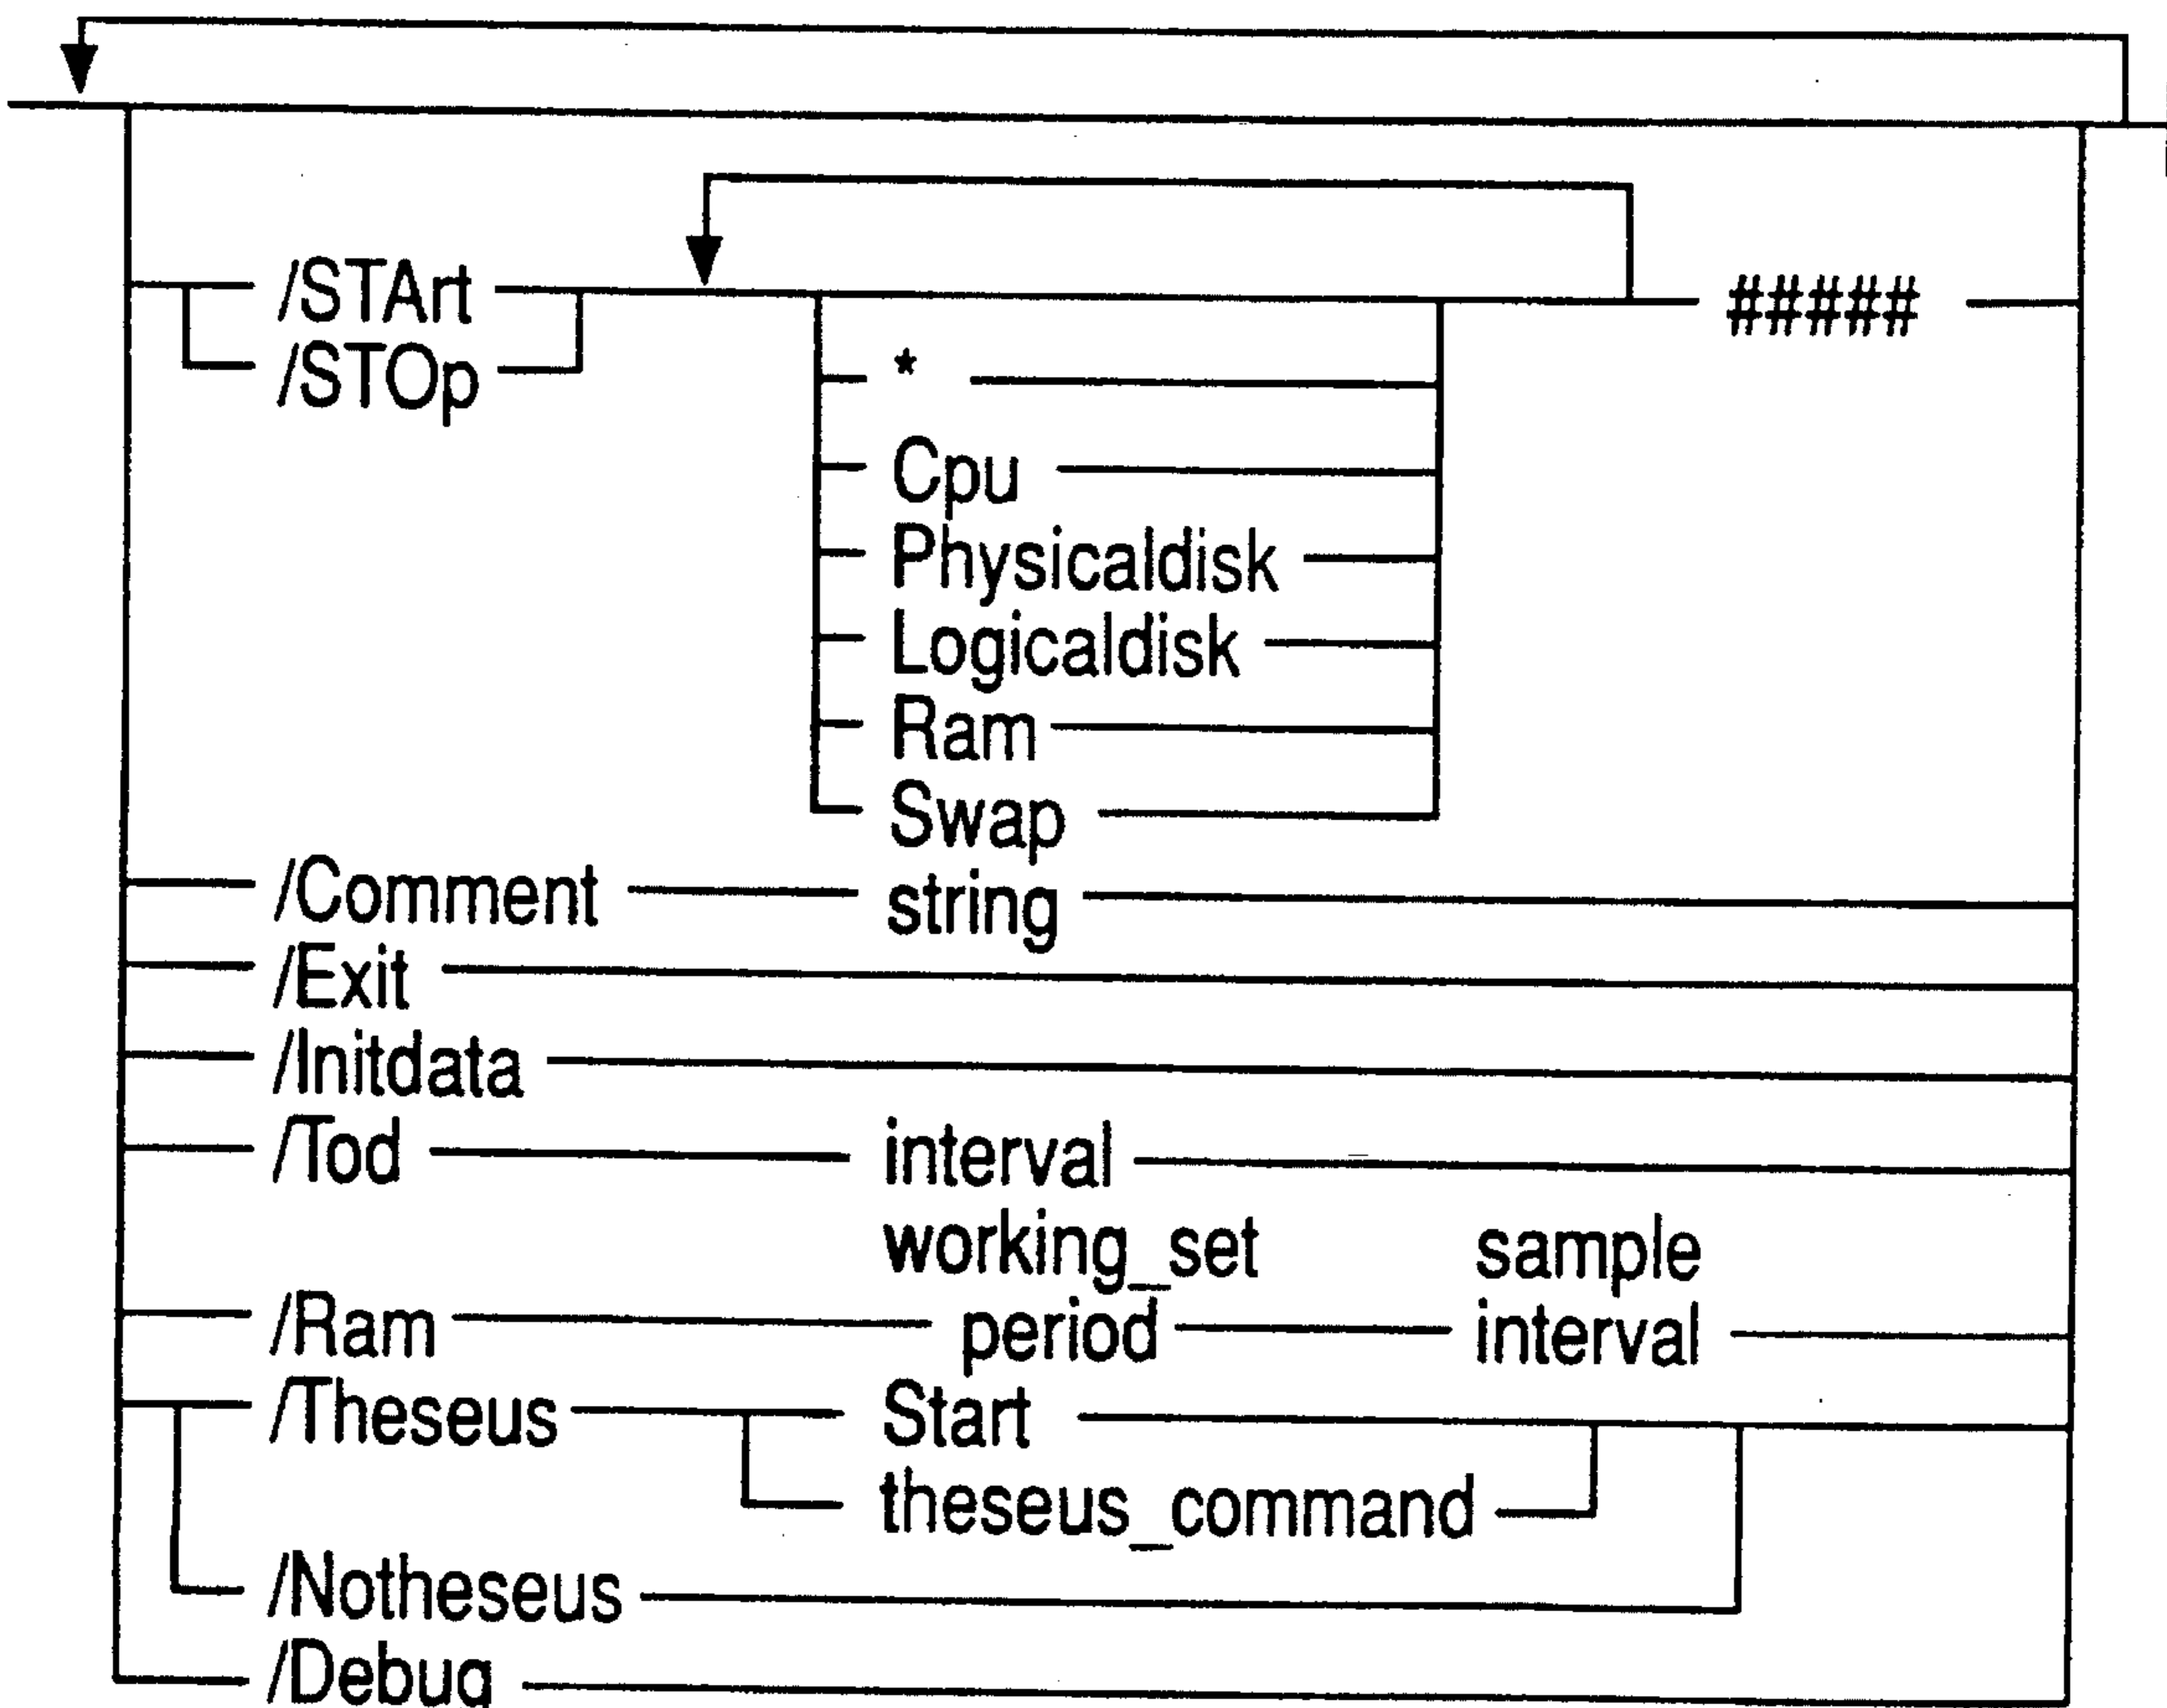 /STArt #####
/STOp
*
Cpu
Physicaldisk
Logicaldisk
Ram
Swap
/Comment string
/Exit
/Initdata
/Tod interval
working_set sample
/Ram period interval
/Theseus Start
theseus_command
/Notheseus
/Debug